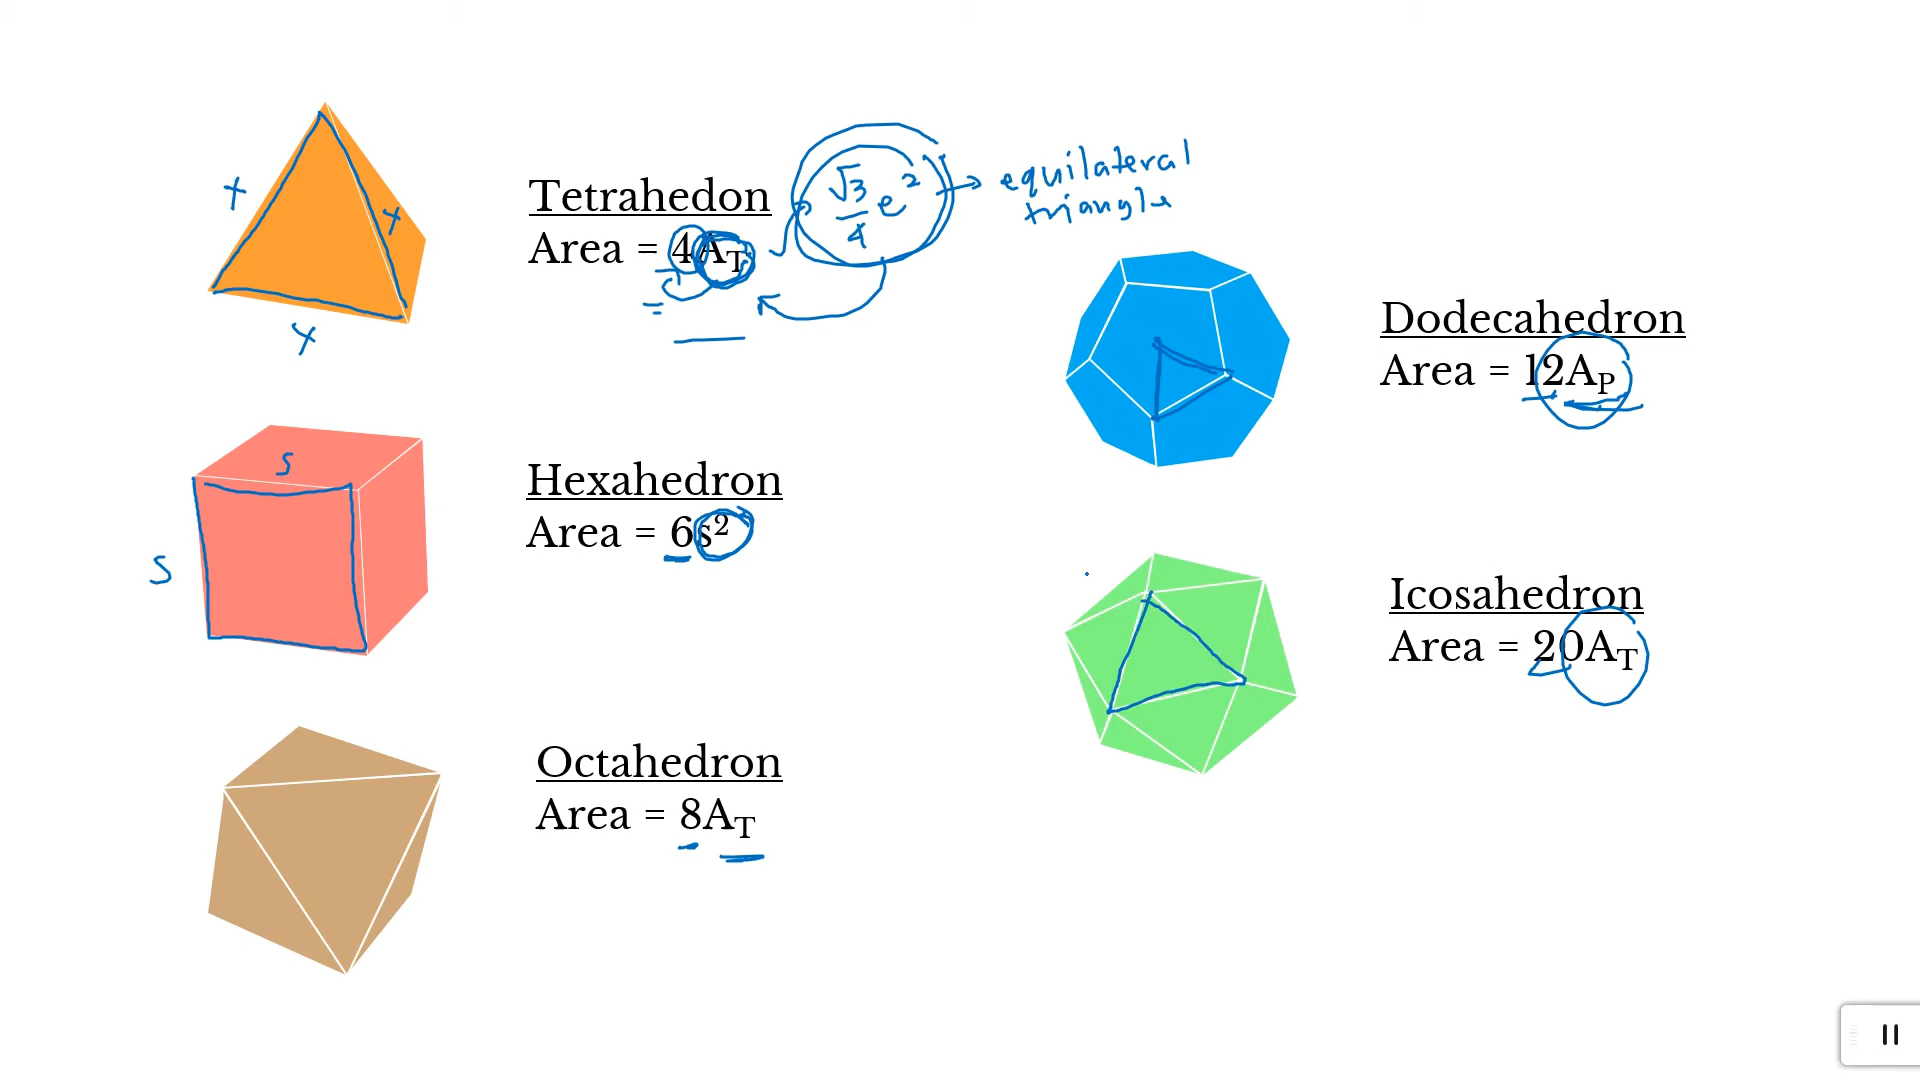 x
x
x
Tetrahedon
Area = 4A_T
=
√3/4 e²
equilateral
triangle
s
s
Hexahedron
Area = 6s²
Octahedron
Area = 8A_T
Dodecahedron
Area = 12A_P
Icosahedron
Area = 20A_T